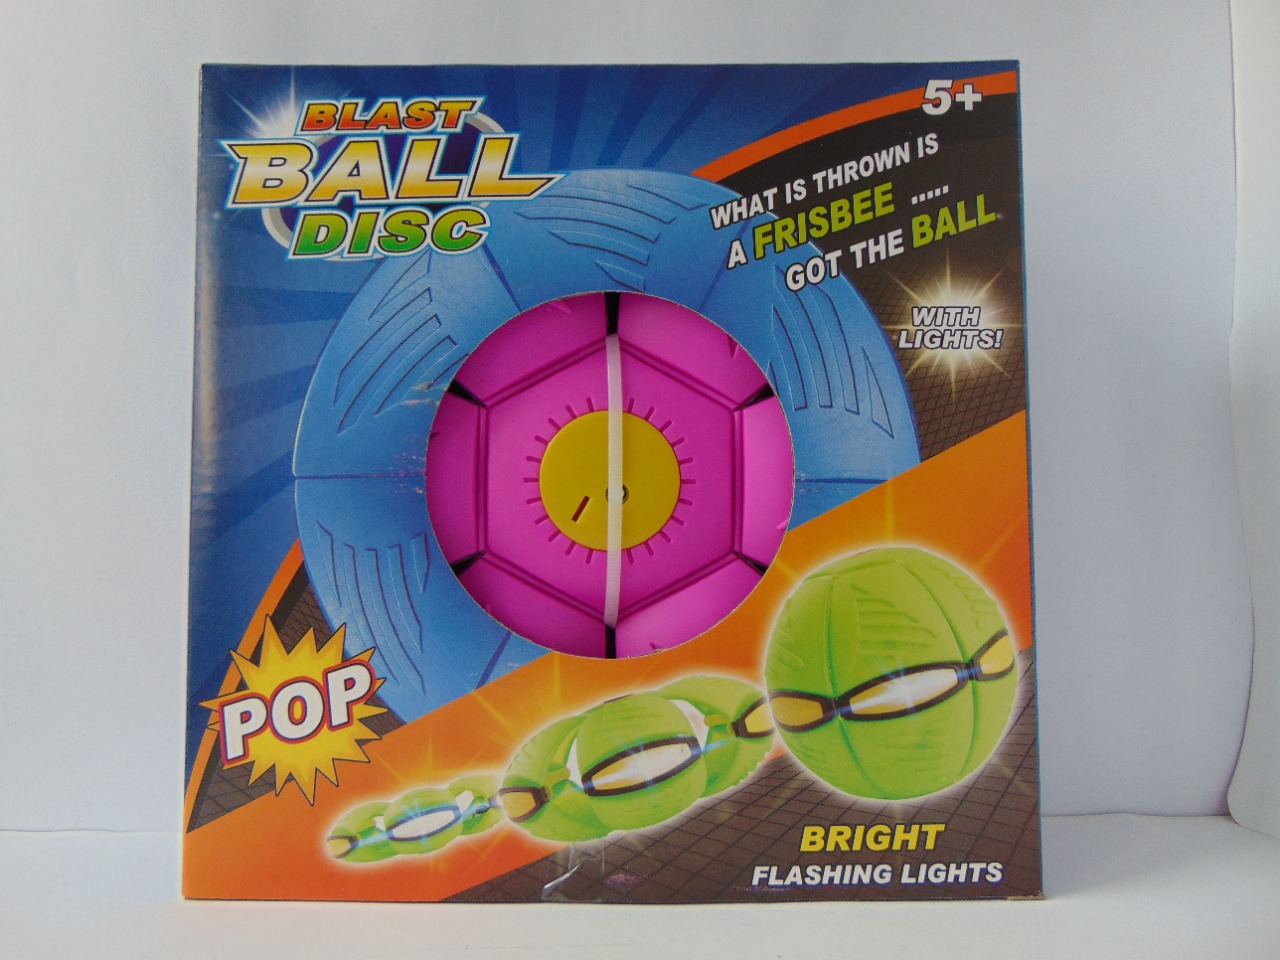 BLAST
BALL
DISC
5+
WHAT IS THROWN IS
A FRISBEE .....
GOT THE BALL
WITH
LIGHTS!
POP
BRIGHT
FLASHING LIGHTS